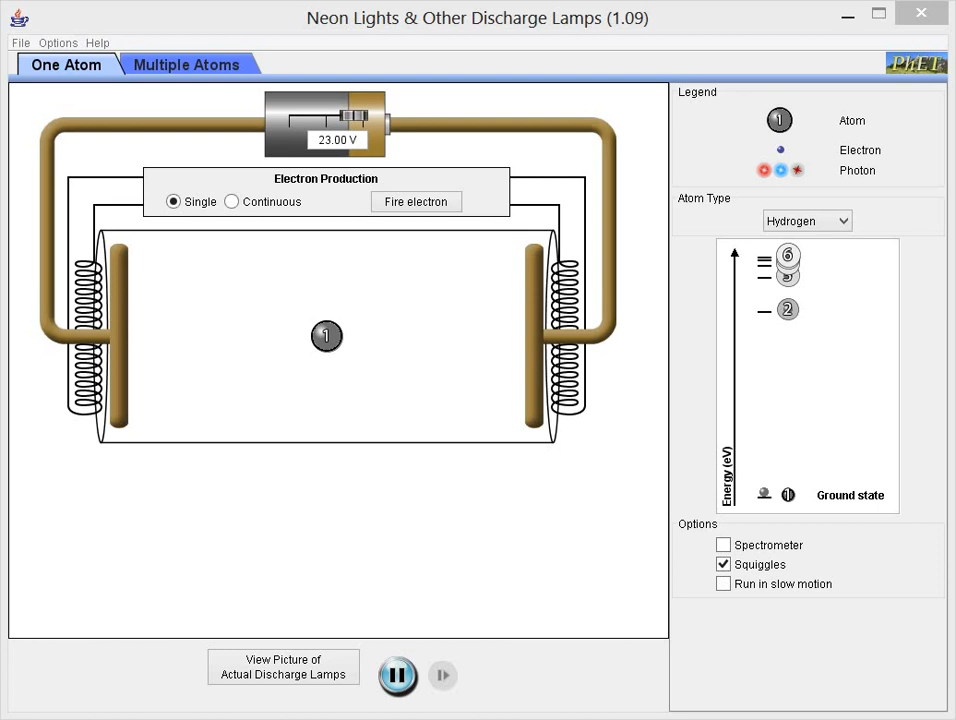 Neon Lights & Other Discharge Lamps (1.09)
File Options Help
One Atom
Multiple Atoms
PhET
23.00 V
Electron Production
Single
Continuous
Fire electron
1
Legend
1
Atom
Electron
Photon
Atom Type
Hydrogen
6
2
Energy (eV)
1
Ground state
Options
Spectrometer
Squiggles
Run in slow motion
View Picture of
Actual Discharge Lamps